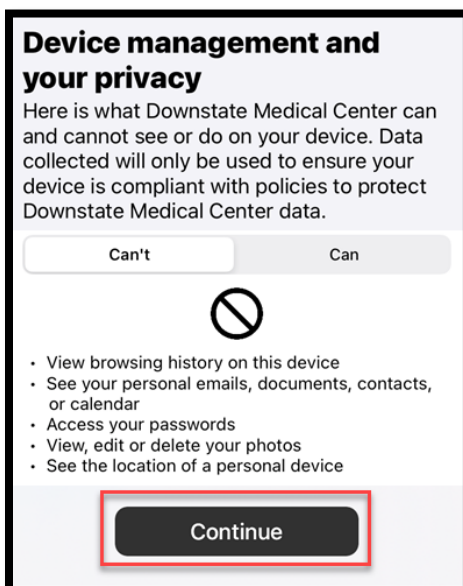 Device management and
your privacy
Here is what Downstate Medical Center can
and cannot see or do on your device. Data
collected will only be used to ensure your
device is compliant with policies to protect
Downstate Medical Center data.
Can't Can
• View browsing history on this device
• See your personal emails, documents, contacts,
or calendar
• Access your passwords
• View, edit or delete your photos
• See the location of a personal device
Continue